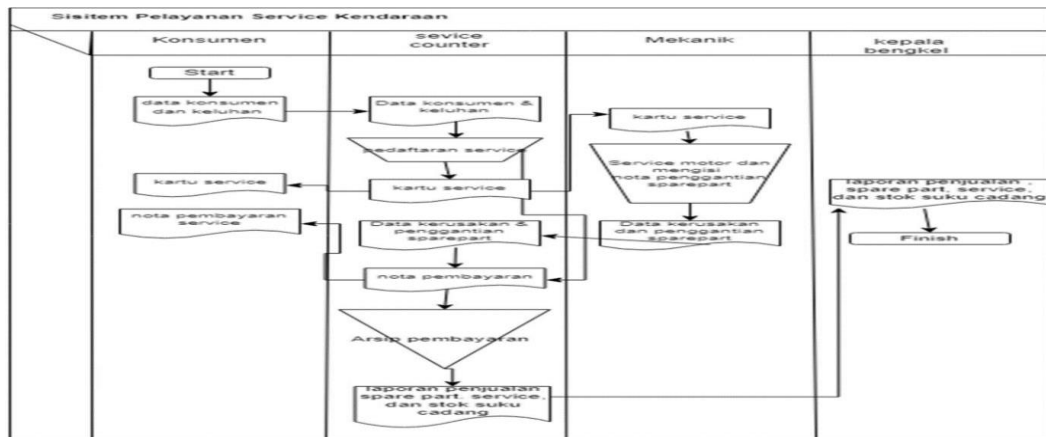 Sisitem Pelayanan Service Kendaraan
Konsumen
sevice
counter
Mekanik
kepala
bengkel
Start
data konsumen
dan keluhan
Data konsumen &
keluhan
kartu service
pedaftaran service
Service motor dan
mengisi
nota penggantian
sparepart
kartu service
kartu service
laporan penjualan ,
spare part, service,
dan stok suku cadang
nota pembayaran
service
Data kerusakan &
penggantian
sparepart
Data kerusakan
dan penggantian
sparepart
Finish
nota pembayaran
Arsip pembayaran
laporan penjualan
spare part. service,
dan stok suku
cadang